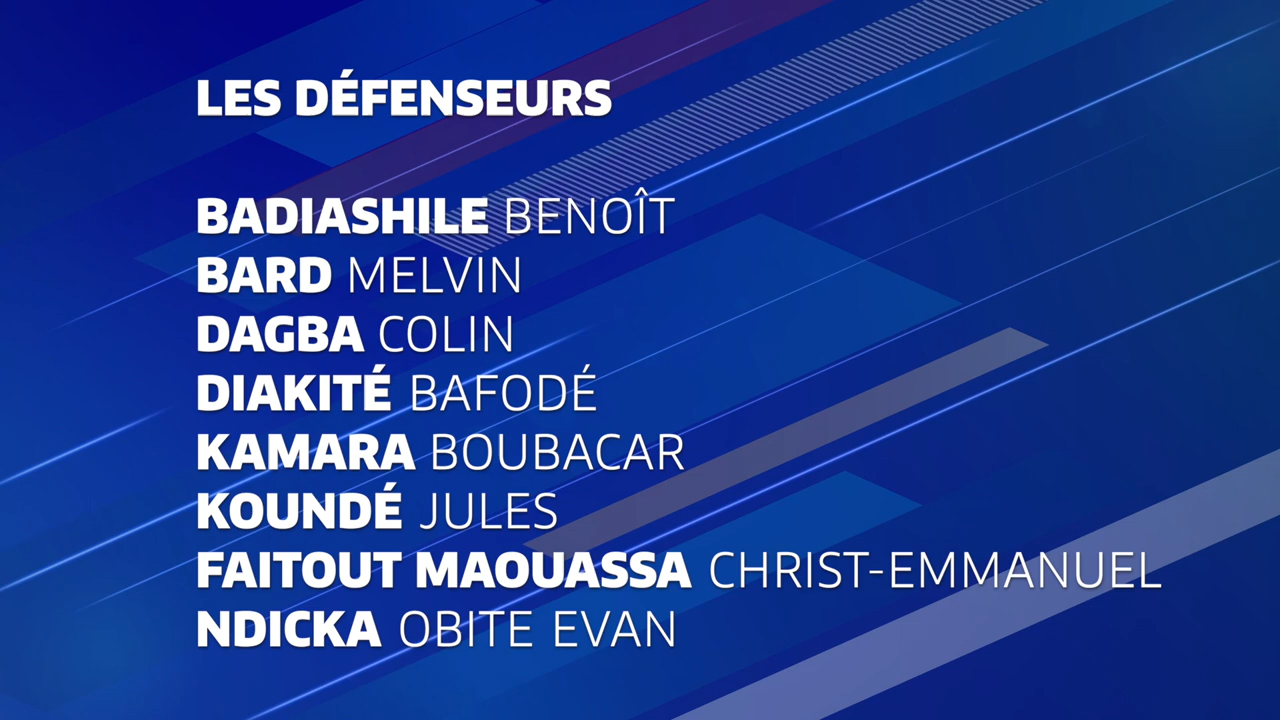 LES DÉFENSEURS
BADIASHILE BENOÎT
BARD MELVIN
DAGBA COLIN
DIAKITÉ BAFODÉ
KAMARA BOUBACAR
KOUNDÉ JULES
FAITOUT MAOUASSA CHRIST-EMMANUEL
NDICKA OBITE EVAN